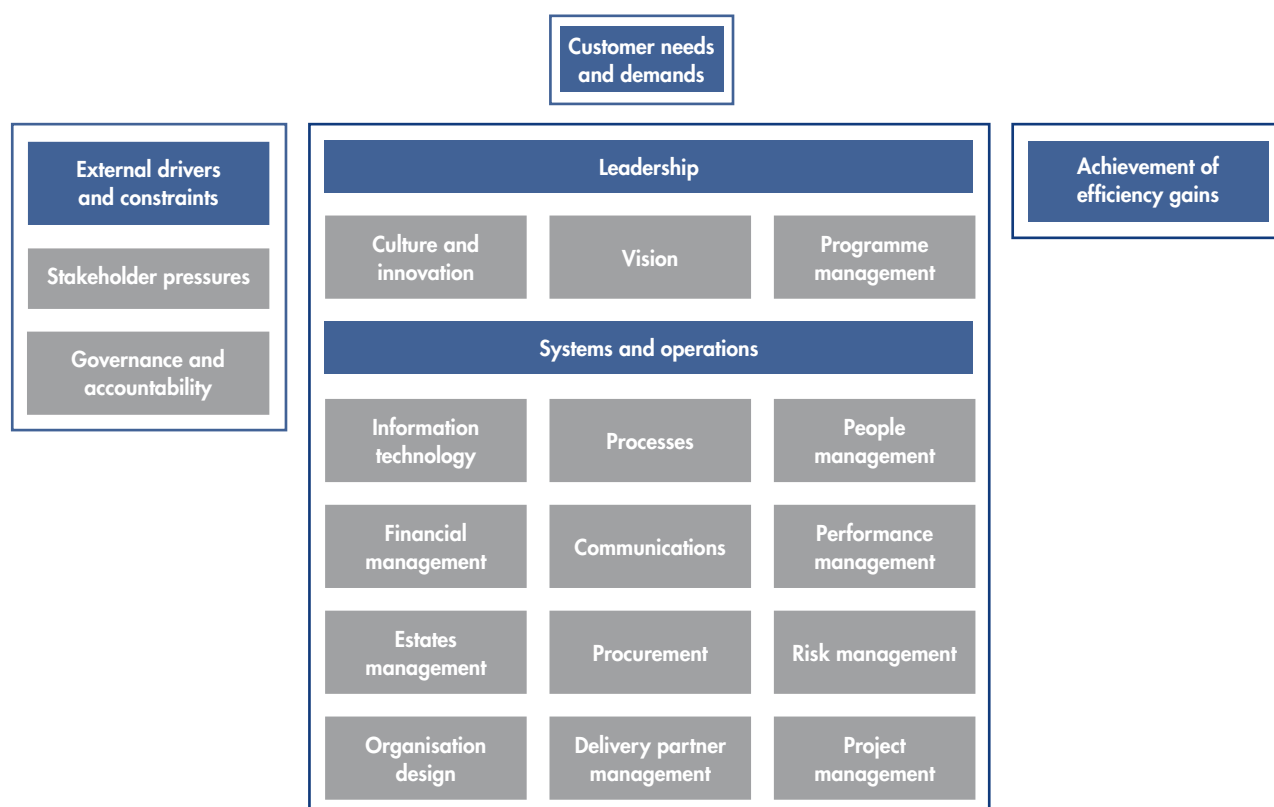 Customer needs
and demands
External drivers
and constraints
Stakeholder pressures
Governance and
accountability
Leadership
Culture and
innovation
Vision
Programme
management
Systems and operations
Information
technology
Processes
People
management
Financial
management
Communications
Performance
management
Estates
management
Procurement
Risk management
Organisation
design
Delivery partner
management
Project
management
Achievement of
efficiency gains